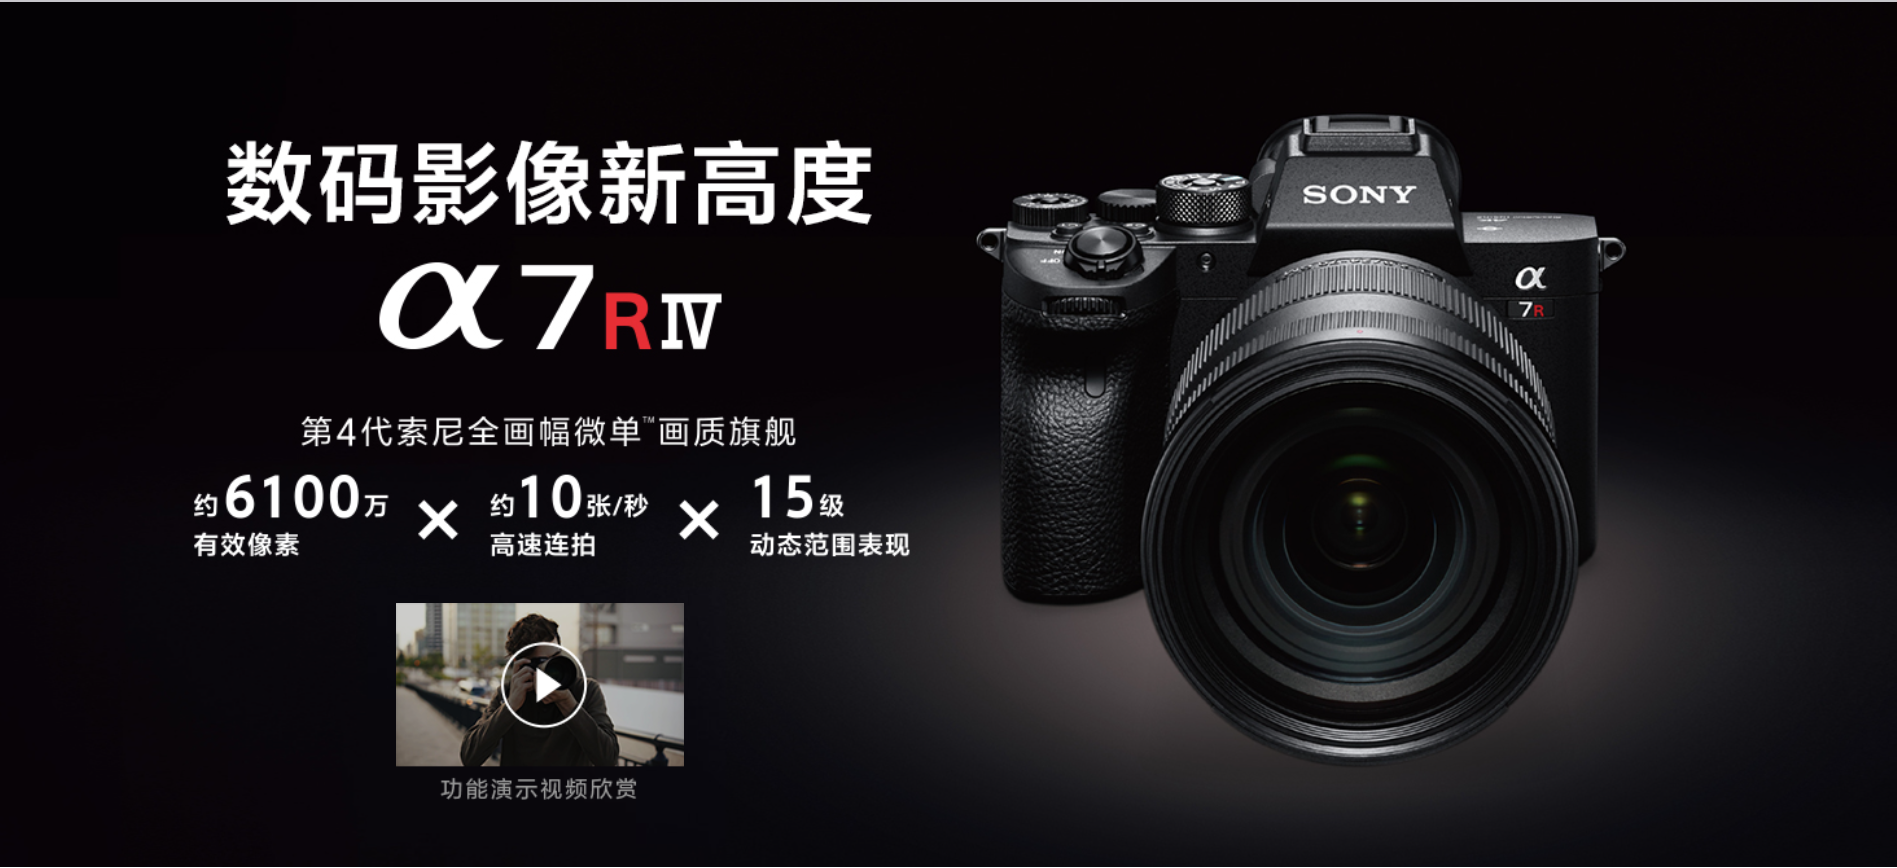 数码影像新高度
α7RⅣ
第4代索尼全画幅微单™画质旗舰
约6100万 × 约10张/秒 × 15级
有效像素 高速连拍 动态范围表现
功能演示视频欣赏
SONY
α
7R